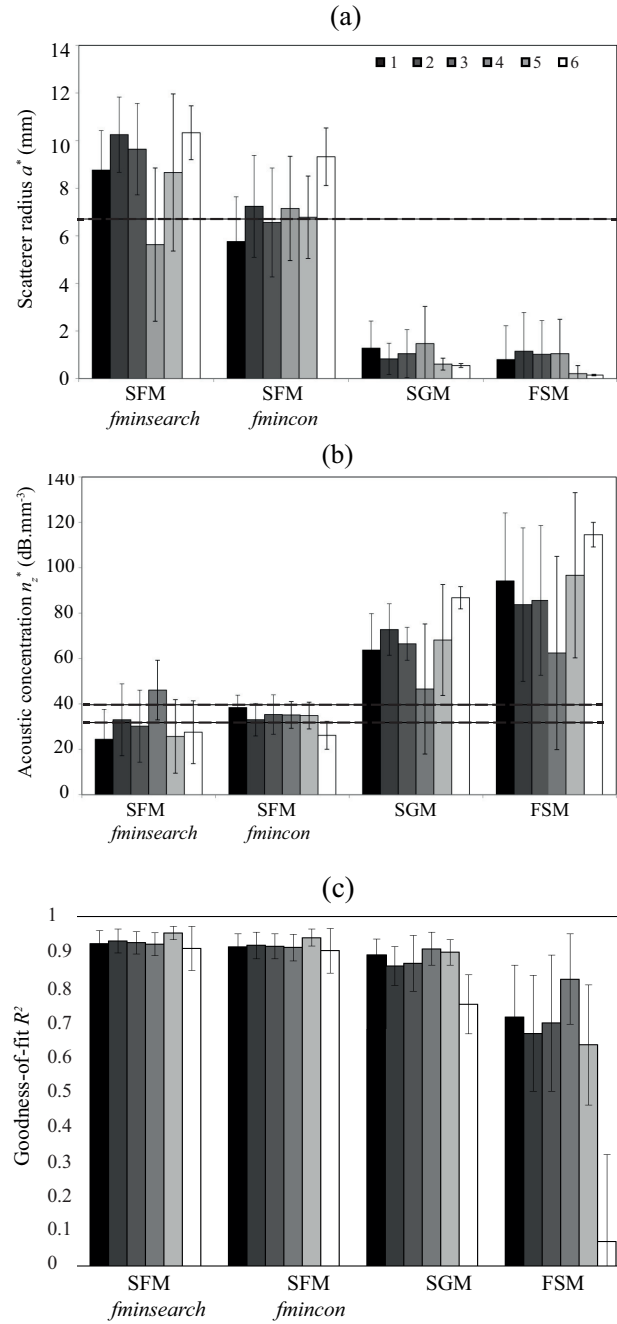 (a)
Scatterer radius a* (mm)
14
12
10
8
6
4
2
0
1 2 3 4 5 6
SFM SFM SGM FSM
fminsearch fmincon
(b)
Acoustic concentration n_z* (dB.mm⁻³)
140
120
100
80
60
40
20
0
SFM SFM SGM FSM
fminsearch fmincon
(c)
Goodness-of-fit R²
1
0.9
0.8
0.7
0.6
0.5
0.4
0.3
0.2
0.1
0
SFM SFM SGM FSM
fminsearch fmincon